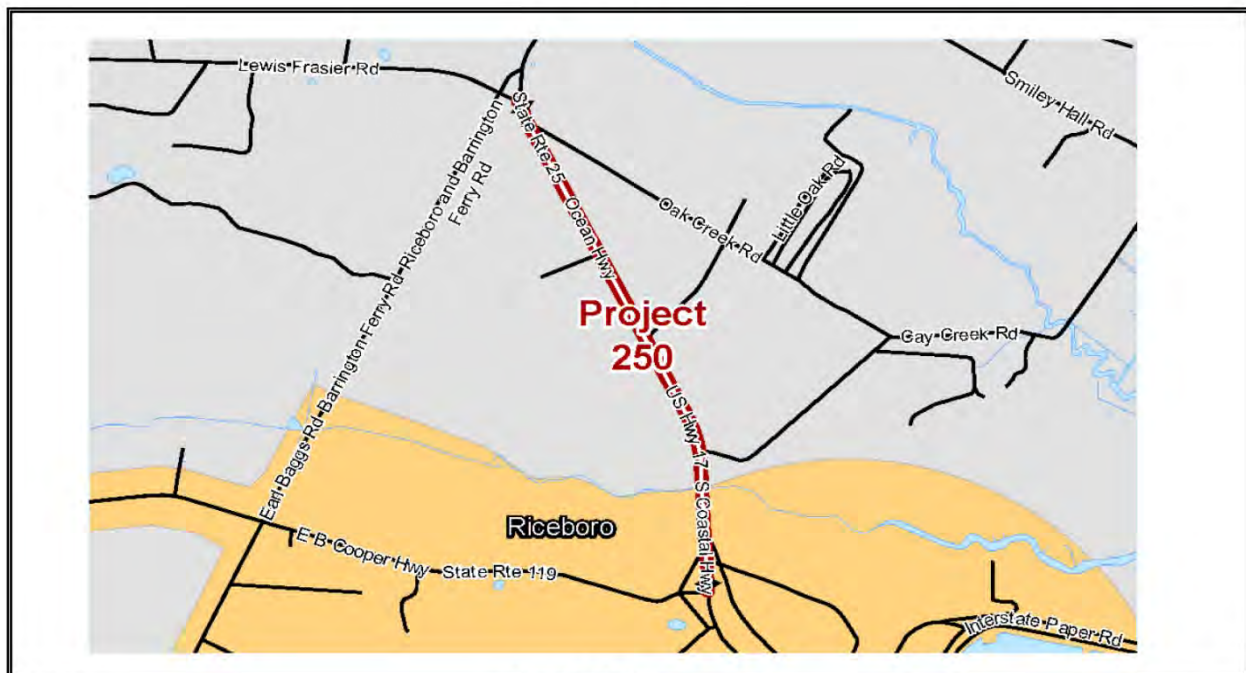 Lewis Frasier Rd
Smiley Hall Rd
State Rte 25 Ocean Hwy
Earl Baggs Rd Barrington Ferry Rd Riceboro and Barrington
Ferry Rd
Little Oak Rd
Oak Creek Rd
Project
250
Cay Creek Rd
US Hwy 17 S Coastal Hwy
Riceboro
E B Cooper Hwy State Rte 119
Interstate Paper Rd